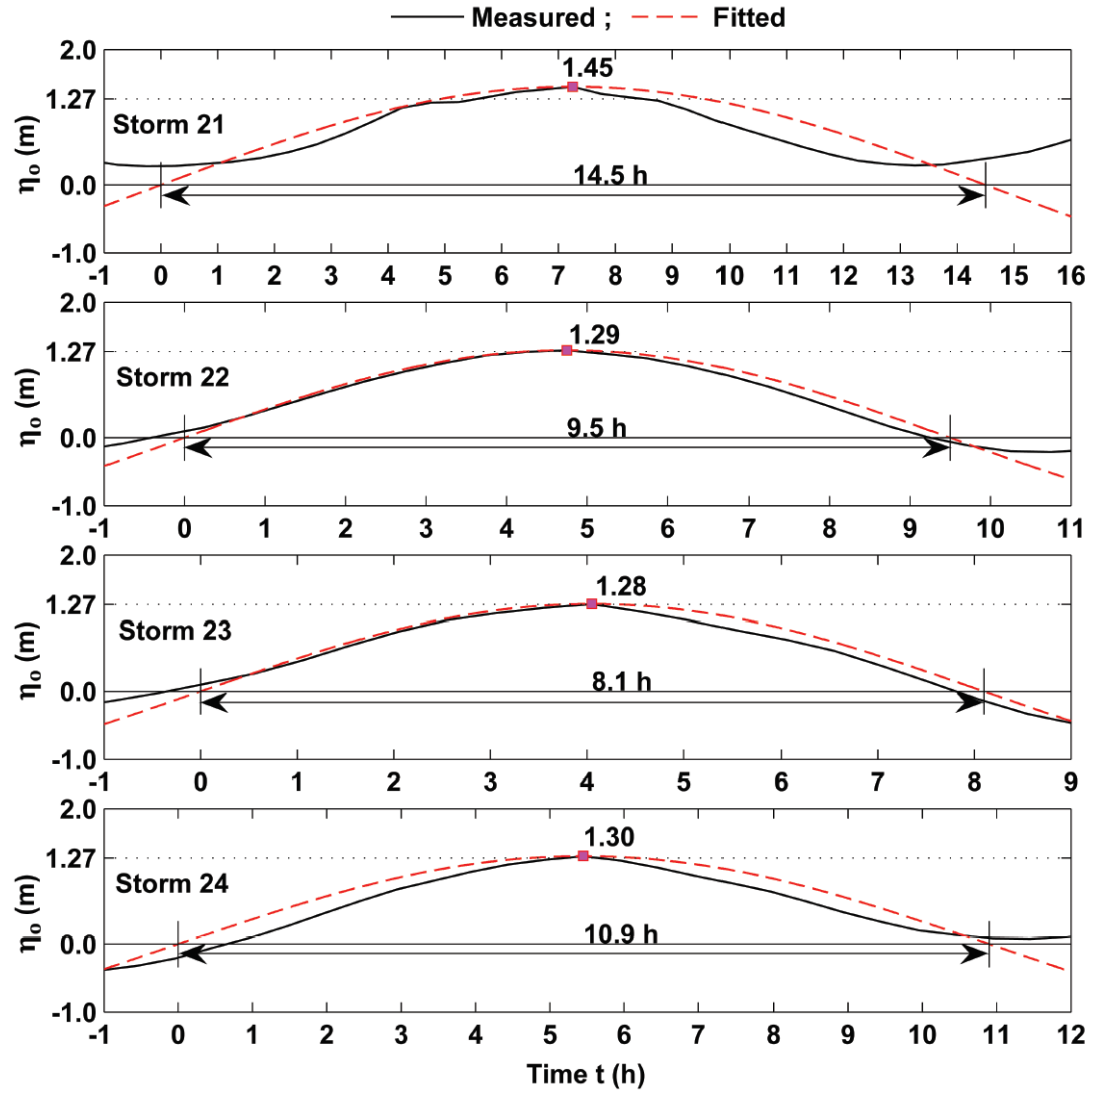 Measured ; Fitted
2.0
1.45
1.27
Storm 21
ηo (m)
14.5 h
0.0
-1.0
-1 0 1 2 3 4 5 6 7 8 9 10 11 12 13 14 15 16
2.0
1.29
1.27
Storm 22
ηo (m)
9.5 h
0.0
-1.0
-1 0 1 2 3 4 5 6 7 8 9 10 11
2.0
1.28
1.27
Storm 23
ηo (m)
8.1 h
0.0
-1.0
-1 0 1 2 3 4 5 6 7 8 9
2.0
1.30
1.27
Storm 24
ηo (m)
10.9 h
0.0
-1.0
-1 0 1 2 3 4 5 6 7 8 9 10 11 12
Time t (h)